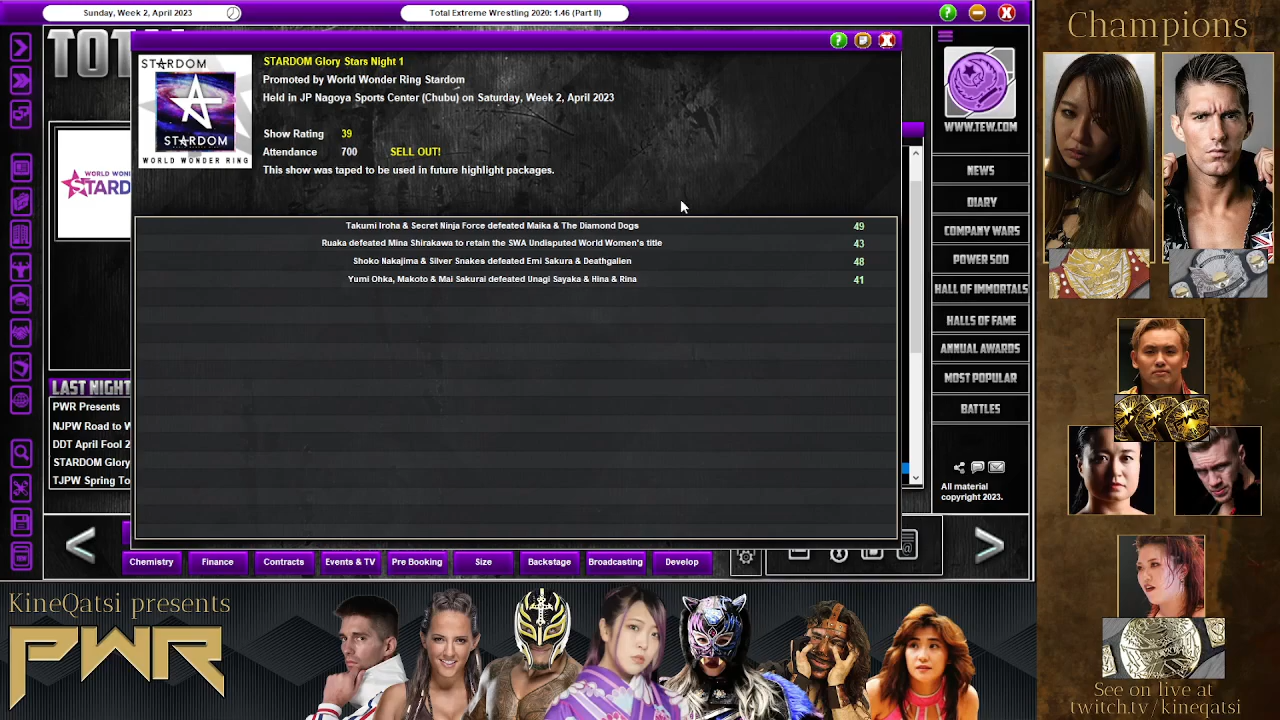 Sunday, Week 2, April 2023
Total Extreme Wrestling 2020: 1.46 (Part II)
STARDOM
STARDOM
WORLD WONDER RING
STARDOM Glory Stars Night 1
Promoted by World Wonder Ring Stardom
Held in JP Nagoya Sports Center (Chubu) on Saturday, Week 2, April 2023
Show Rating 39
Attendance 700 SELL OUT!
This show was taped to be used in future highlight packages.
Takumi Iroha & Secret Ninja Force defeated Maika & The Diamond Dogs 49
Ruaka defeated Mina Shirakawa to retain the SWA Undisputed World Women's title 43
Shoko Nakajima & Silver Snakes defeated Emi Sakura & Deathgalien 48
Yumi Ohka, Makoto & Mai Sakurai defeated Unagi Sayaka & Hina & Rina 41
LAST NIGHT
PWR Presents
NJPW Road to W
DDT April Fool 2
STARDOM Glory
TJPW Spring To
Chemistry
Finance
Contracts
Events & TV
Pre Booking
Size
Backstage
Broadcasting
Develop
WWW.TEW.COM
NEWS
DIARY
COMPANY WARS
POWER 500
HALL OF IMMORTALS
HALLS OF FAME
ANNUAL AWARDS
MOST POPULAR
BATTLES
All material
copyright 2023.
Champions
See on live at
twitch.tv/kineqatsi
KineQatsi presents
PWR